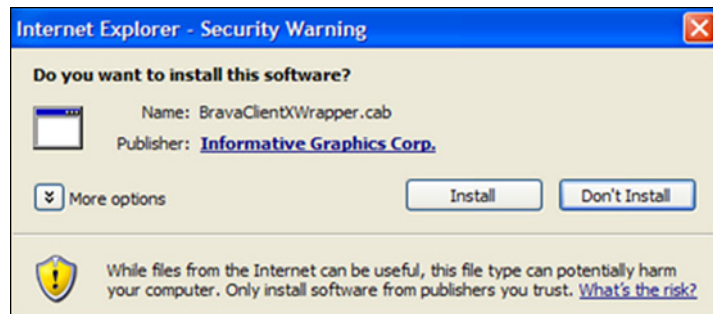 Internet Explorer - Security Warning
Do you want to install this software?
Name: BravaClientXWrapper.cab
Publisher: Informative Graphics Corp.
More options
Install
Don't Install
While files from the Internet can be useful, this file type can potentially harm
your computer. Only install software from publishers you trust. What's the risk?